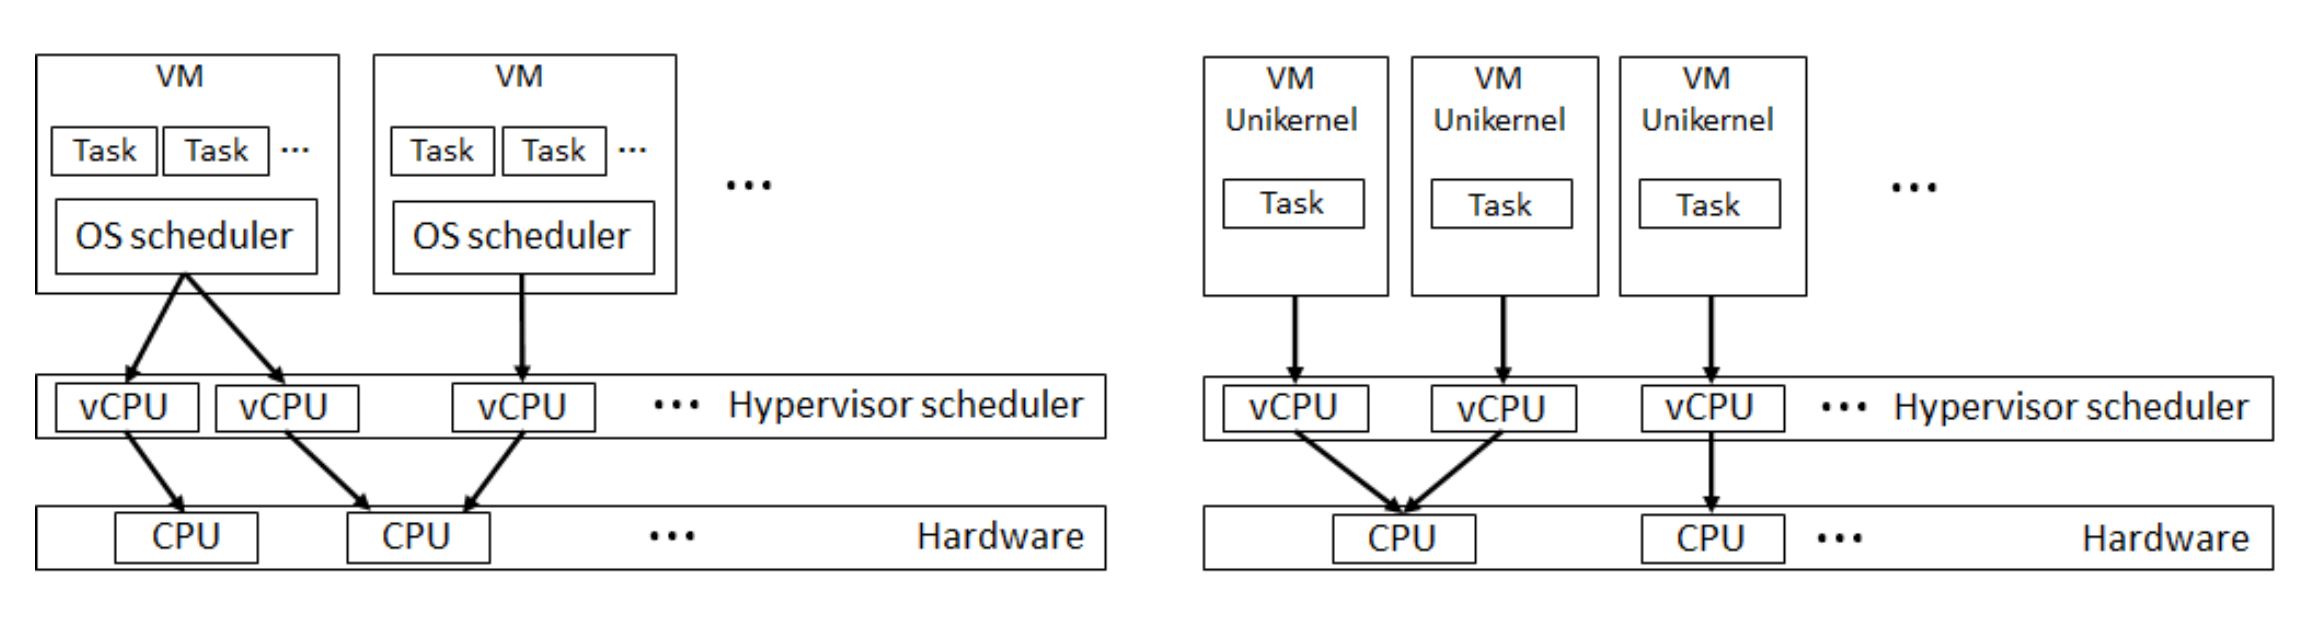 VM
Task Task ...
OS scheduler
VM
Task Task ...
OS scheduler
...
vCPU vCPU vCPU ... Hypervisor scheduler
CPU CPU ... Hardware
VM
Unikernel
Task
VM
Unikernel
Task
VM
Unikernel
Task
...
vCPU vCPU vCPU ... Hypervisor scheduler
CPU CPU ... Hardware